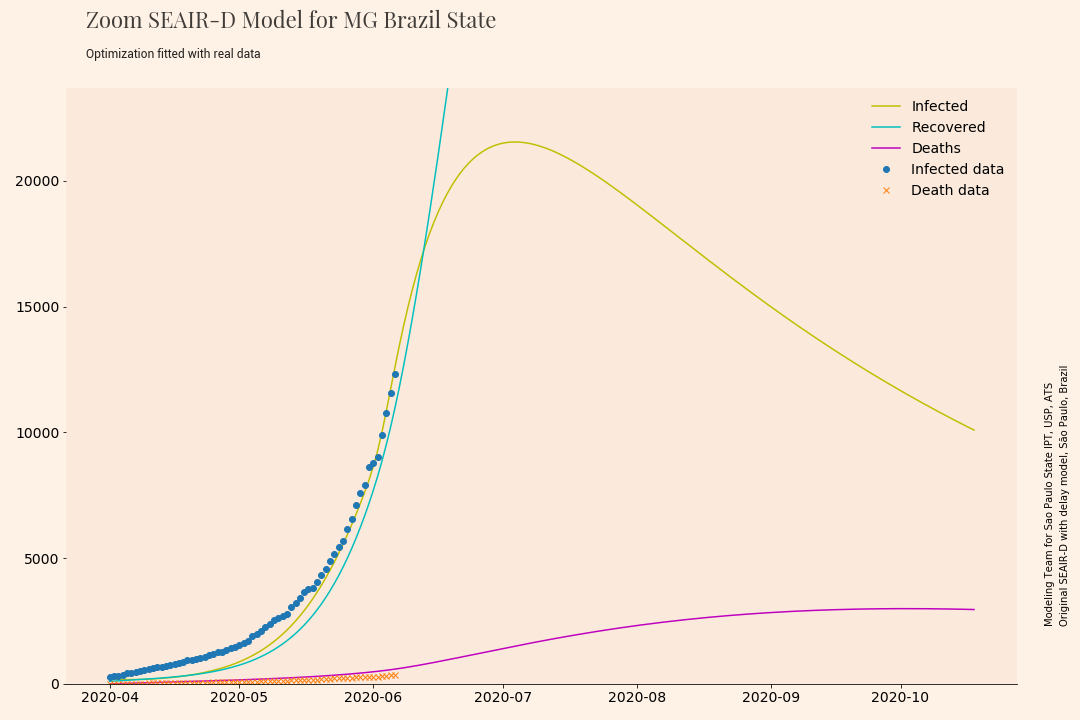 Zoom SEAIR-D Model for MG Brazil State
Optimization fitted with real data
Infected
Recovered
Deaths
Infected data
Death data
20000
15000
10000
5000
0
2020-04 2020-05 2020-06 2020-07 2020-08 2020-09 2020-10
Modeling Team for Sao Paulo State IPT, USP, ATS
Original SEAIR-D with delay model, São Paulo, Brazil